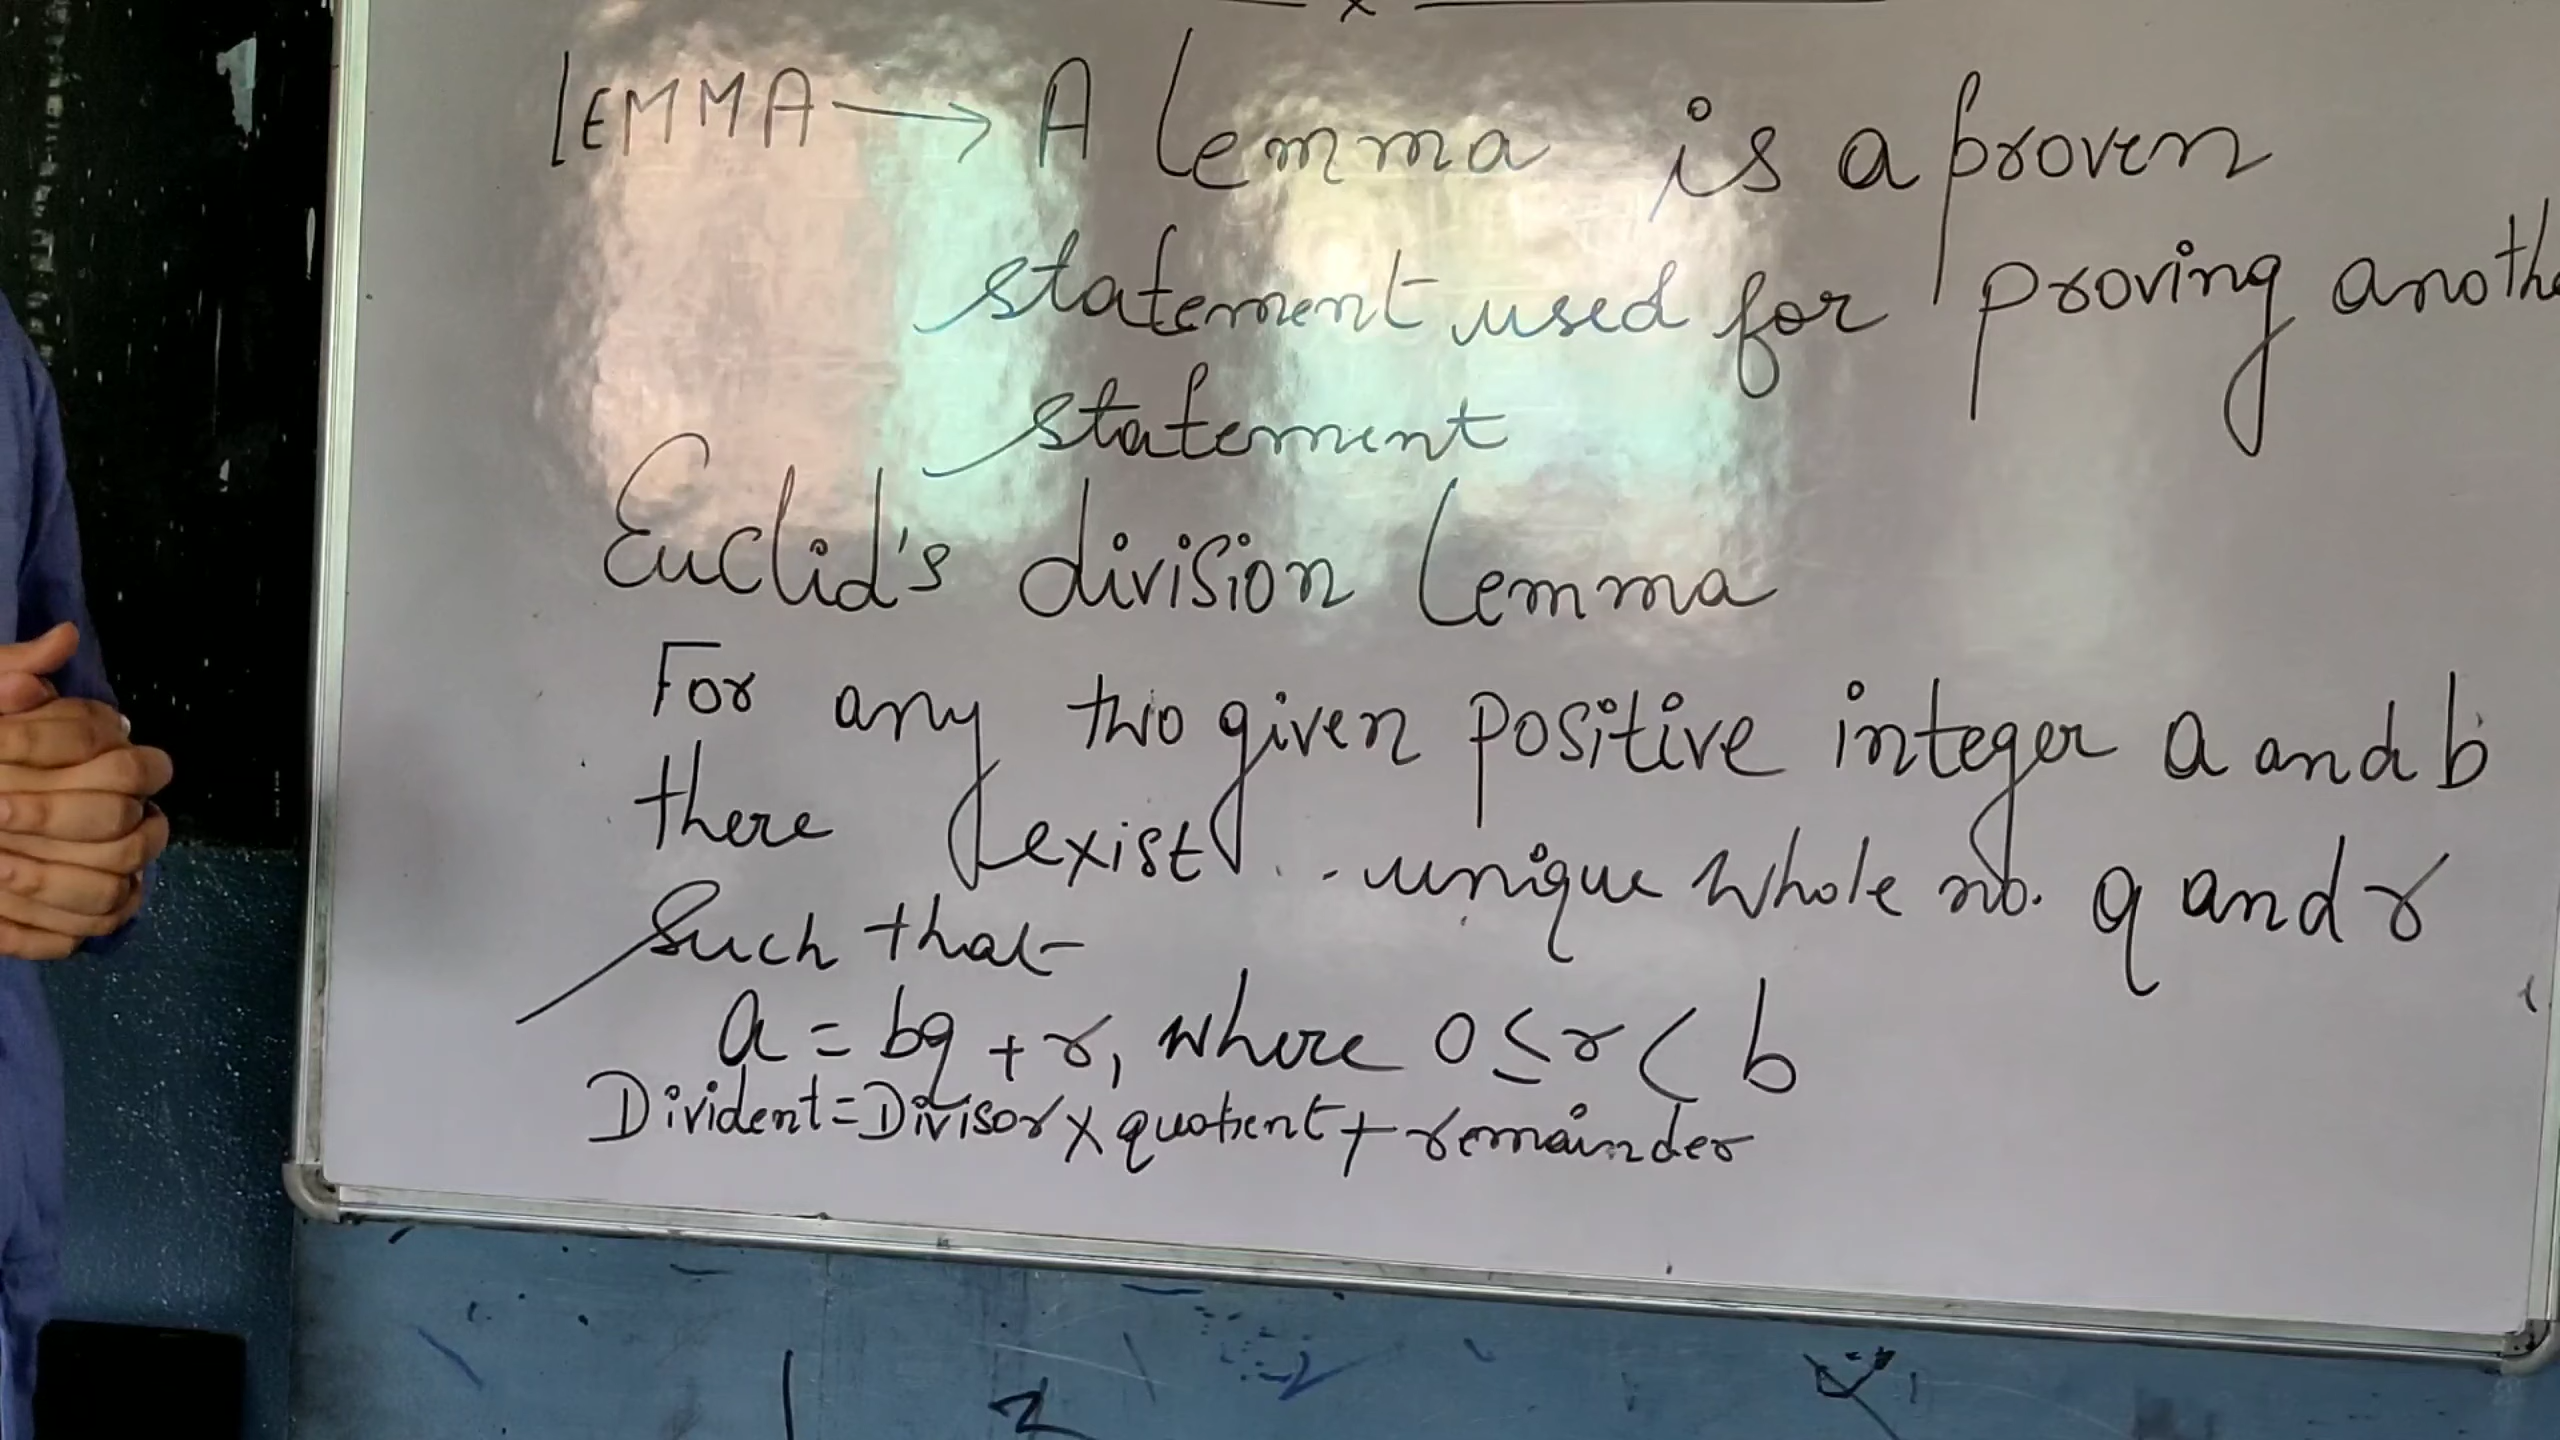 x
LEMMA → A lemma is a proven
statement used for proving anothe
statement
Euclid's division lemma
For any two given positive integer a and b
there exist .. unique whole no. q and r
Such that
a = bq + r, where 0 ≤ r < b
Divident = Divisor x quotient + remainder